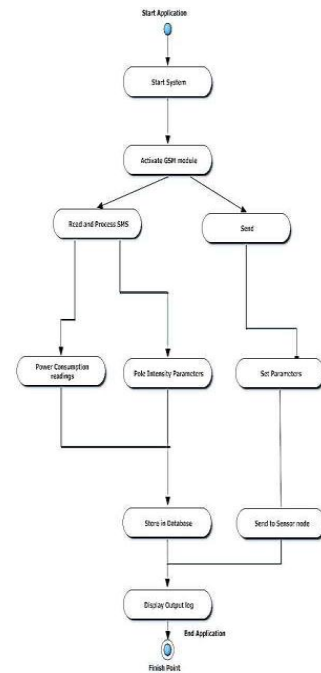 Start Application
Start System
Activate GSM module
Read and Process SMS
Send
Power Consumption
readings
Pole Intensity Parameters
Set Parameters
Store in Database
Send to Sensor node
Display Output log
End Application
Finish Point